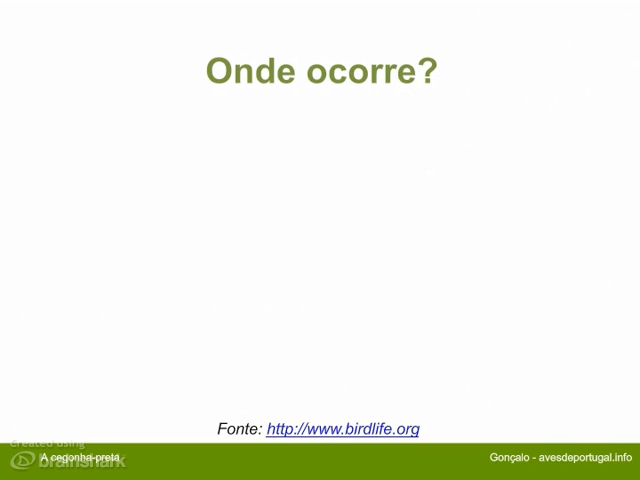 Onde ocorre?
Fonte: http://www.birdlife.org
Created using
A cegonha-preta
brainshark
Gonçalo - avesdeportugal.info